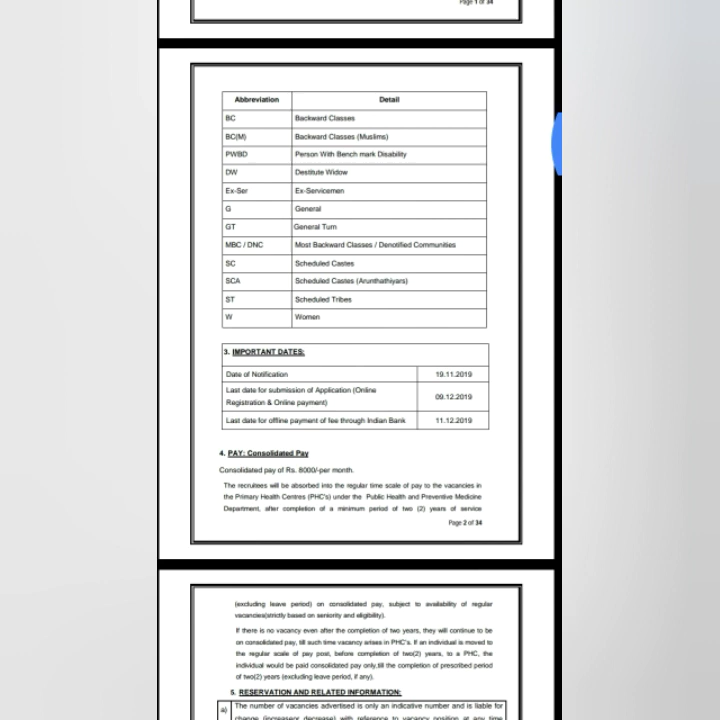 Page 1 of 34
Abbreviation Detail
BC Backward Classes
BC(M) Backward Classes (Muslims)
PWBD Person With Bench mark Disability
DW Destitute Widow
Ex-Ser Ex-Servicemen
G General
GT General Turn
MBC / DNC Most Backward Classes / Denotified Communities
SC Scheduled Castes
SCA Scheduled Castes (Arunthathiyars)
ST Scheduled Tribes
W Women
3. IMPORTANT DATES:
Date of Notification 19.11.2019
Last date for submission of Application (Online
Registration & Online payment) 09.12.2019
Last date for offline payment of fee through Indian Bank 11.12.2019
4. PAY: Consolidated Pay
Consolidated pay of Rs. 8000/-per month.
The recruitees will be absorbed into the regular time scale of pay to the vacancies in
the Primary Health Centres (PHC's) under the Public Health and Preventive Medicine
Department, after completion of a minimum period of two (2) years of service
Page 2 of 34
(excluding leave period) on consolidated pay, subject to availability of regular
vacancies(strictly based on seniority and eligibility).
If there is no vacancy even after the completion of two years, they will continue to be
on consolidated pay, till such time vacancy arises in PHC's. If an individual is moved to
the regular scale of pay post, before completion of two(2) years, to a PHC, the
individual would be paid consolidated pay only,till the completion of prescribed period
of two(2) years (excluding leave period, if any).
5. RESERVATION AND RELATED INFORMATION:
a) The number of vacancies advertised is only an indicative number and is liable for
change (increaseor decrease) with reference to vacancy position at any time